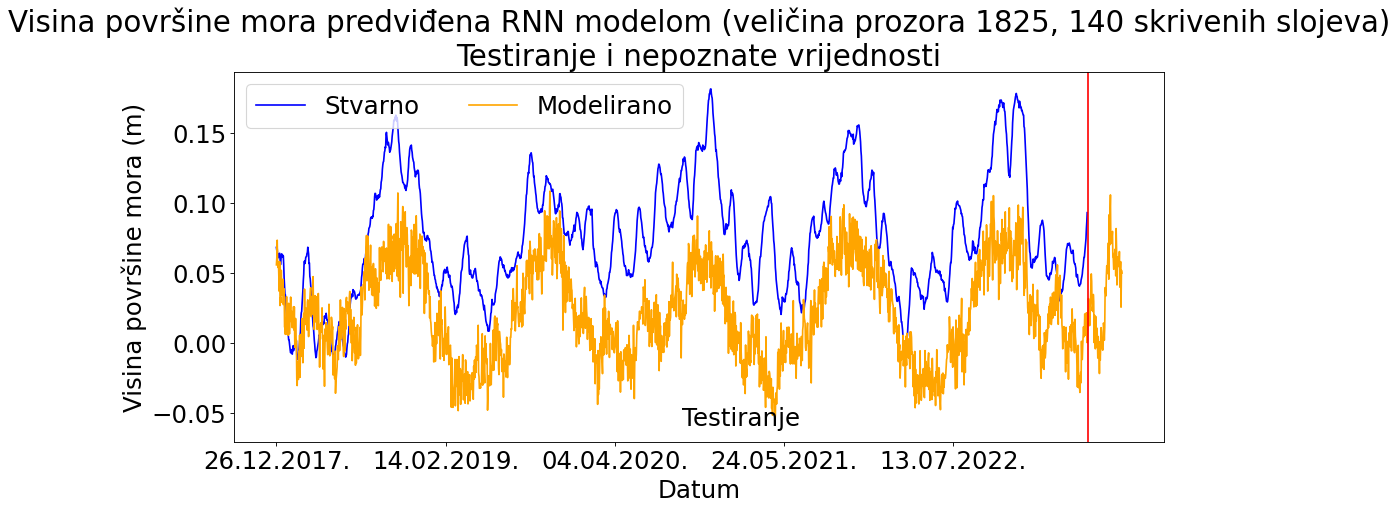 Visina površine mora predviđena RNN modelom (veličina prozora 1825, 140 skrivenih slojeva)
Testiranje i nepoznate vrijednosti
Stvarno Modelirano
Visina površine mora (m)
0.15
0.10
0.05
0.00
−0.05
Testiranje
26.12.2017. 14.02.2019. 04.04.2020. 24.05.2021. 13.07.2022.
Datum